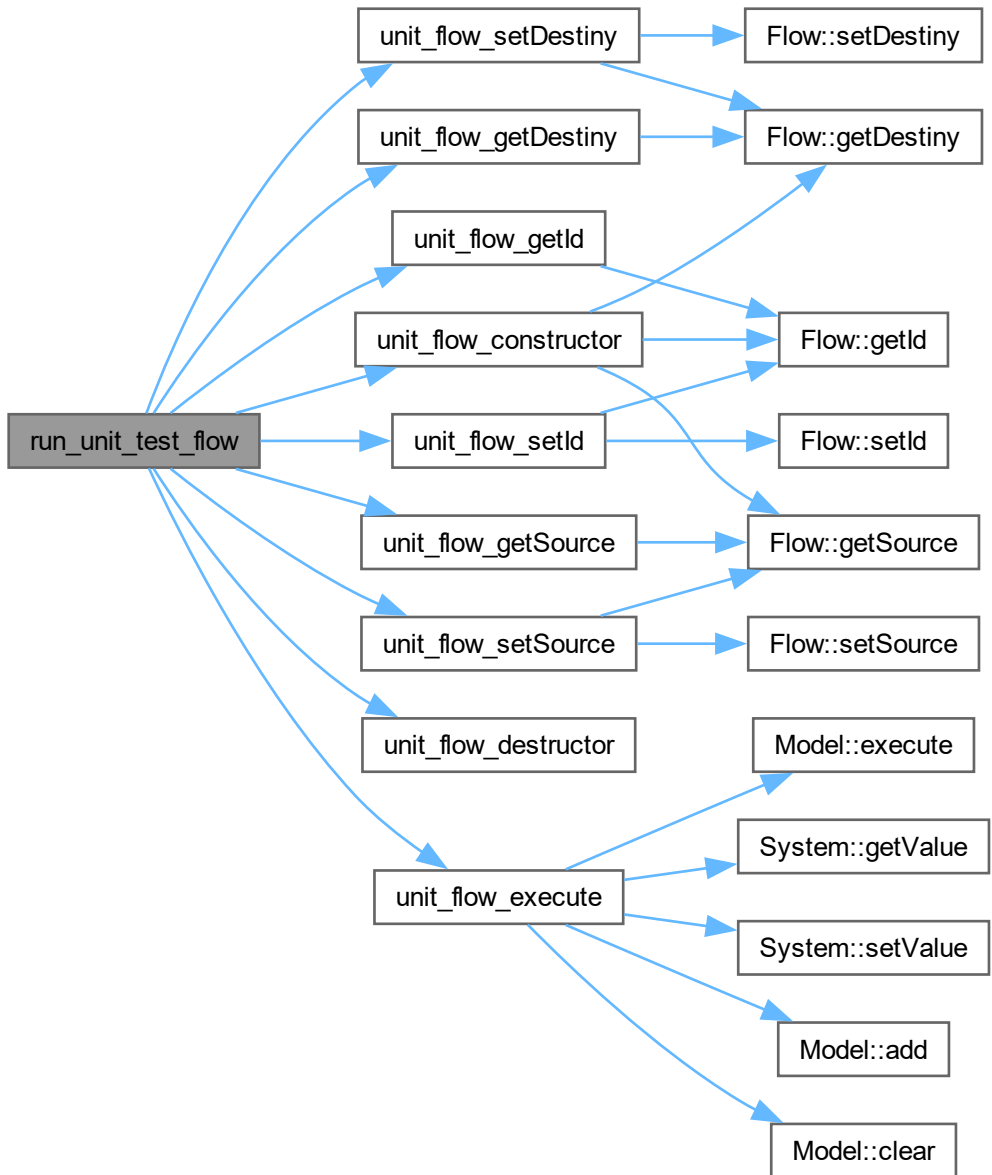 unit_flow_setDestiny
Flow::setDestiny
unit_flow_getDestiny
Flow::getDestiny
unit_flow_getId
unit_flow_constructor
Flow::getId
run_unit_test_flow
unit_flow_setId
Flow::setId
unit_flow_getSource
Flow::getSource
unit_flow_setSource
Flow::setSource
unit_flow_destructor
Model::execute
System::getValue
unit_flow_execute
System::setValue
Model::add
Model::clear